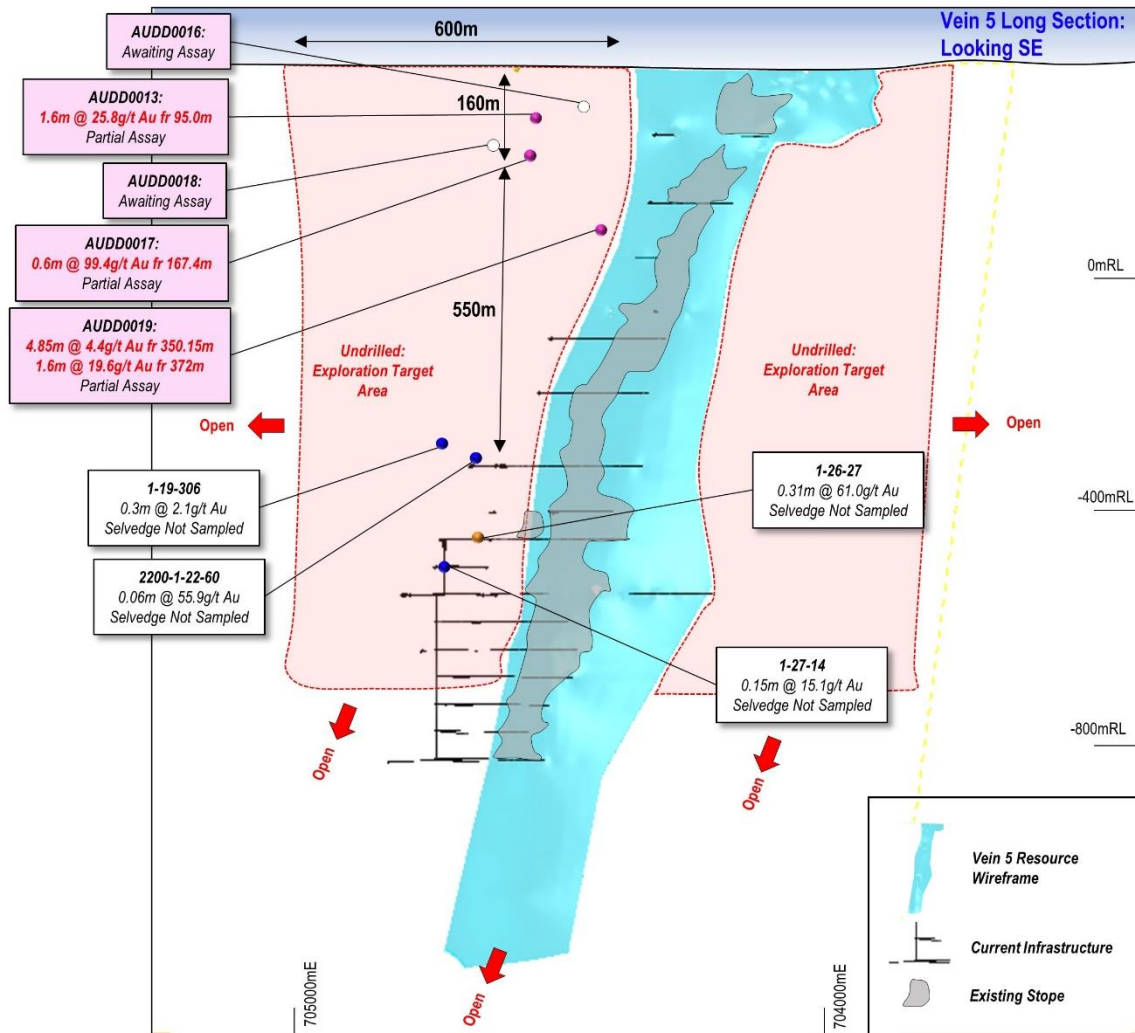 Vein 5 Long Section:
Looking SE
600m
AUDD0016:
Awaiting Assay
AUDD0013:
1.6m @ 25.8g/t Au fr 95.0m
Partial Assay
160m
AUDD0018:
Awaiting Assay
AUDD0017:
0.6m @ 99.4g/t Au fr 167.4m
Partial Assay
0mRL
AUDD0019:
4.85m @ 4.4g/t Au fr 350.15m
1.6m @ 19.6g/t Au fr 372m
Partial Assay
550m
Undrilled:
Exploration Target
Area
Undrilled:
Exploration Target
Area
Open
Open
1-19-306
0.3m @ 2.1g/t Au
Selvedge Not Sampled
1-26-27
0.31m @ 61.0g/t Au
Selvedge Not Sampled
-400mRL
2200-1-22-60
0.06m @ 55.9g/t Au
Selvedge Not Sampled
1-27-14
0.15m @ 15.1g/t Au
Selvedge Not Sampled
-800mRL
Open
Open
Vein 5 Resource
Wireframe
Current Infrastructure
Existing Stope
Open
705000mE
704000mE